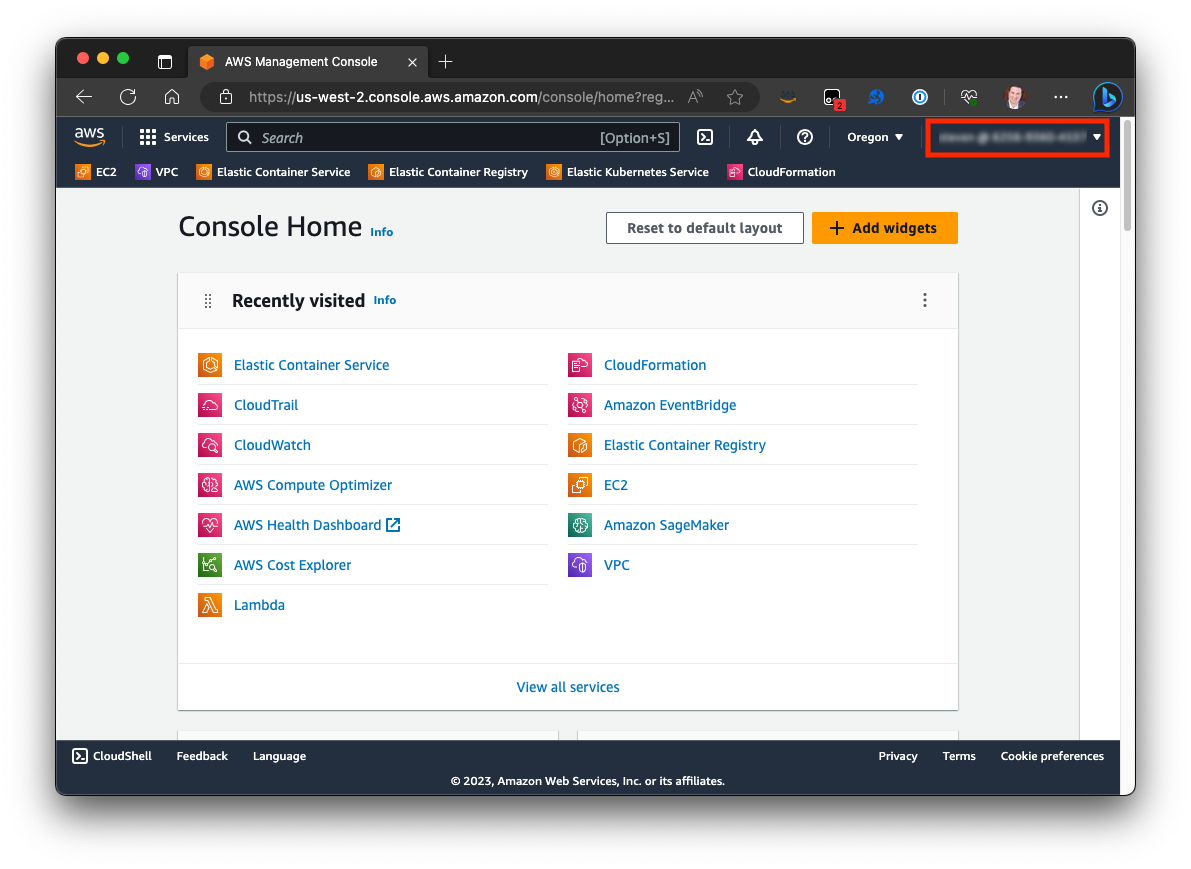 AWS Management Console
https://us-west-2.console.aws.amazon.com/console/home?reg...
2
aws
Services
Search
[Option+S]
Oregon
EC2
VPC
Elastic Container Service
Elastic Container Registry
Elastic Kubernetes Service
CloudFormation
Console Home Info
Reset to default layout
Add widgets
Recently visited Info
Elastic Container Service
CloudFormation
CloudTrail
Amazon EventBridge
CloudWatch
Elastic Container Registry
AWS Compute Optimizer
EC2
AWS Health Dashboard
Amazon SageMaker
AWS Cost Explorer
VPC
Lambda
View all services
CloudShell
Feedback
Language
Privacy
Terms
Cookie preferences
© 2023, Amazon Web Services, Inc. or its affiliates.